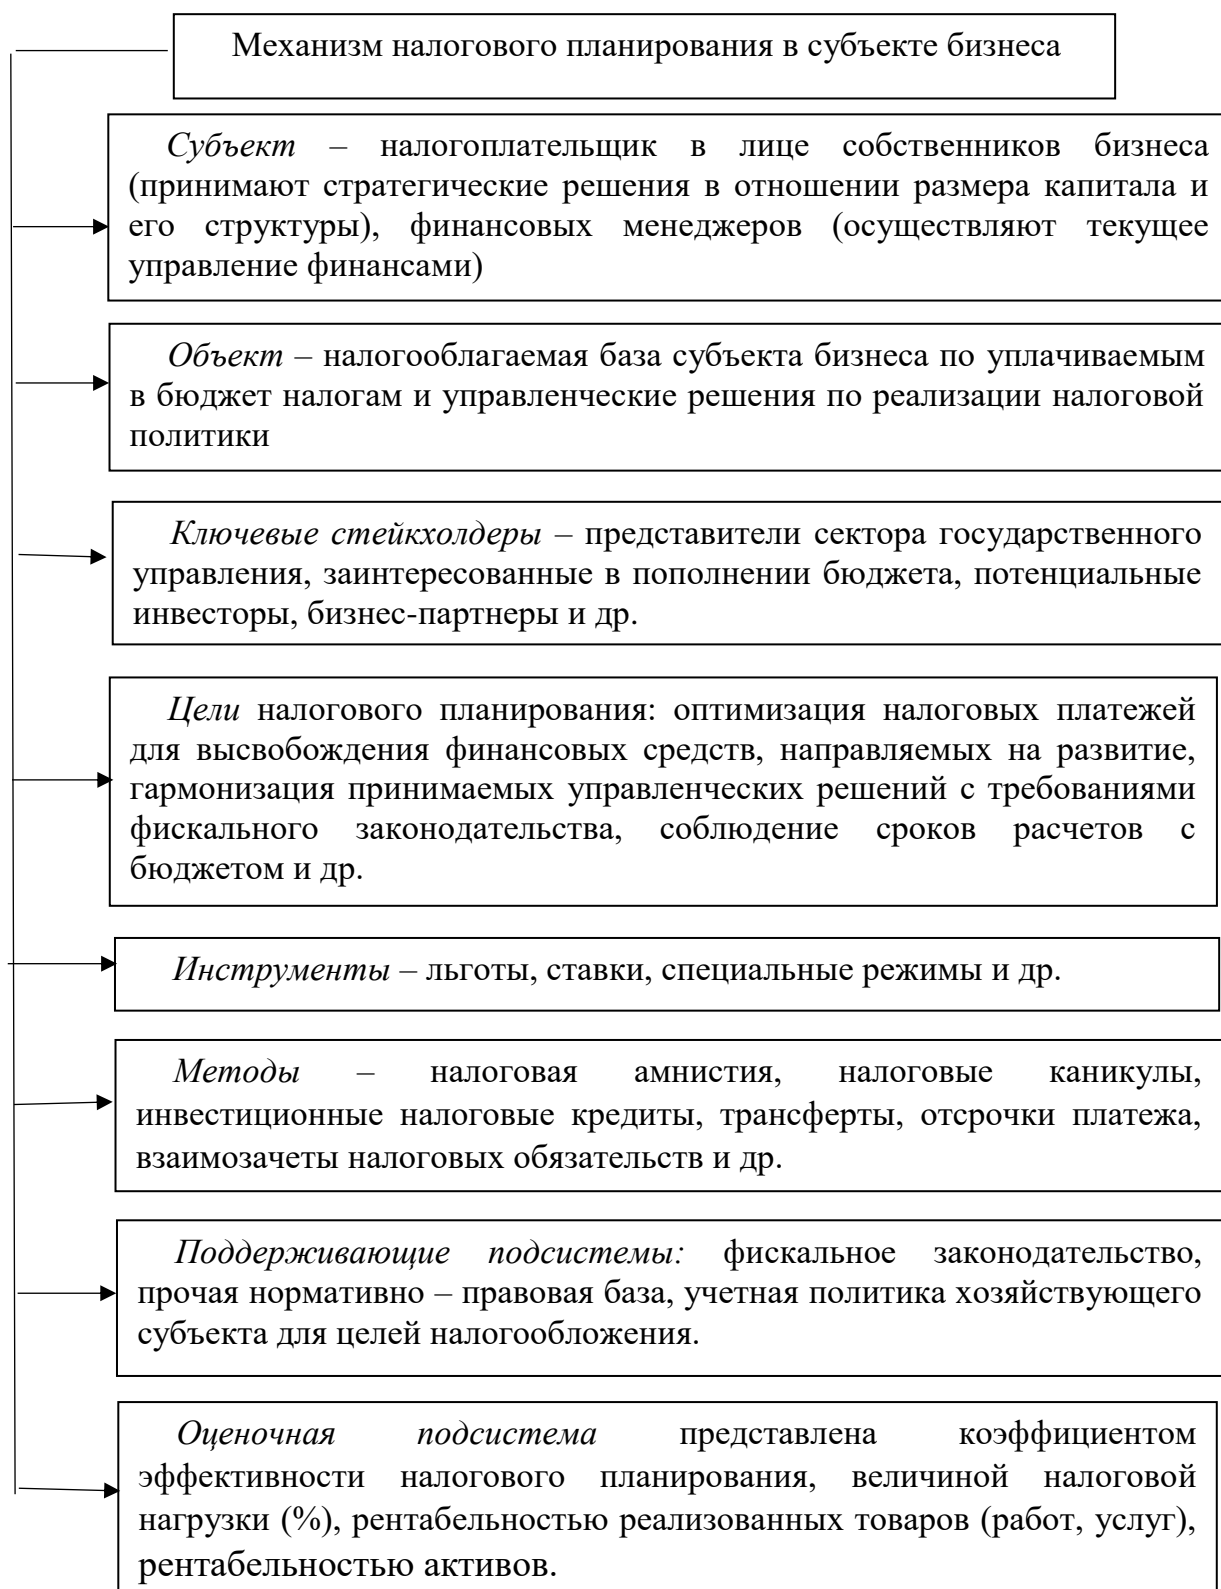 Механизм налогового планирования в субъекте бизнеса
Субъект – налогоплательщик в лице собственников бизнеса
(принимают стратегические решения в отношении размера капитала и
его структуры), финансовых менеджеров (осуществляют текущее
управление финансами)
Объект – налогооблагаемая база субъекта бизнеса по уплачиваемым
в бюджет налогам и управленческие решения по реализации налоговой
политики
Ключевые стейкхолдеры – представители сектора государственного
управления, заинтересованные в пополнении бюджета, потенциальные
инвесторы, бизнес-партнеры и др.
Цели налогового планирования: оптимизация налоговых платежей
для высвобождения финансовых средств, направляемых на развитие,
гармонизация принимаемых управленческих решений с требованиями
фискального законодательства, соблюдение сроков расчетов с
бюджетом и др.
Инструменты – льготы, ставки, специальные режимы и др.
Методы – налоговая амнистия, налоговые каникулы,
инвестиционные налоговые кредиты, трансферты, отсрочки платежа,
взаимозачеты налоговых обязательств и др.
Поддерживающие подсистемы: фискальное законодательство,
прочая нормативно – правовая база, учетная политика хозяйствующего
субъекта для целей налогообложения.
Оценочная подсистема представлена коэффициентом
эффективности налогового планирования, величиной налоговой
нагрузки (%), рентабельностью реализованных товаров (работ, услуг),
рентабельностью активов.